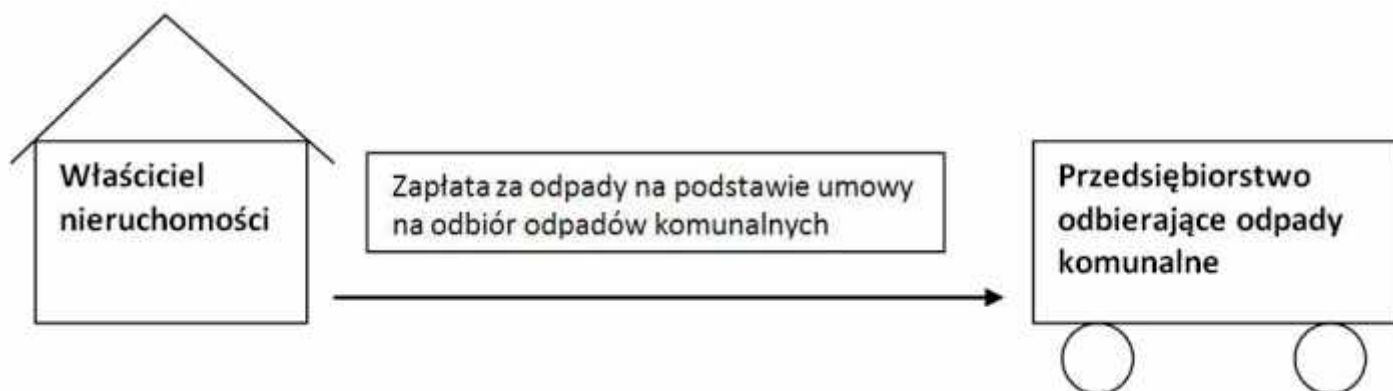 Właściciel
nieruchomości
Zapłata za odpady na podstawie umowy
na odbiór odpadów komunalnych
Przedsiębiorstwo
odbierające odpady
komunalne